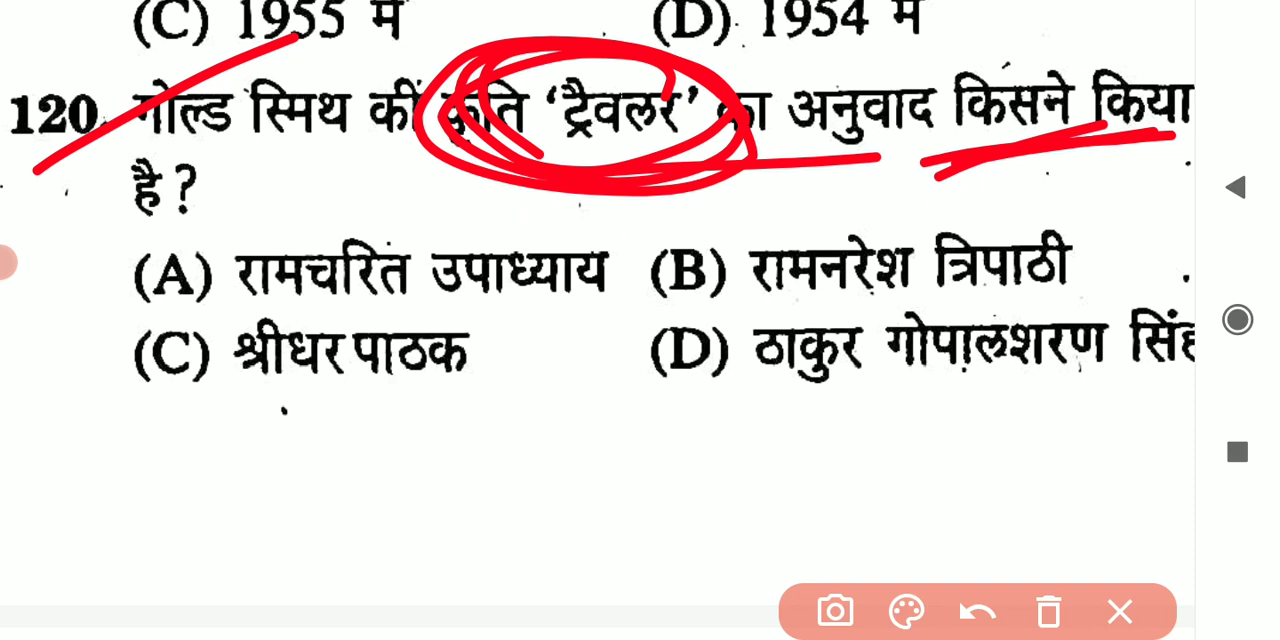 (C) 1955 में (D) 1954 में
120. गोल्ड स्मिथ की कृति ‘ट्रैवलर’ का अनुवाद किसने किया
है ?
(A) रामचरित उपाध्याय (B) रामनरेश त्रिपाठी
(C) श्रीधर पाठक (D) ठाकुर गोपालशरण सिंह